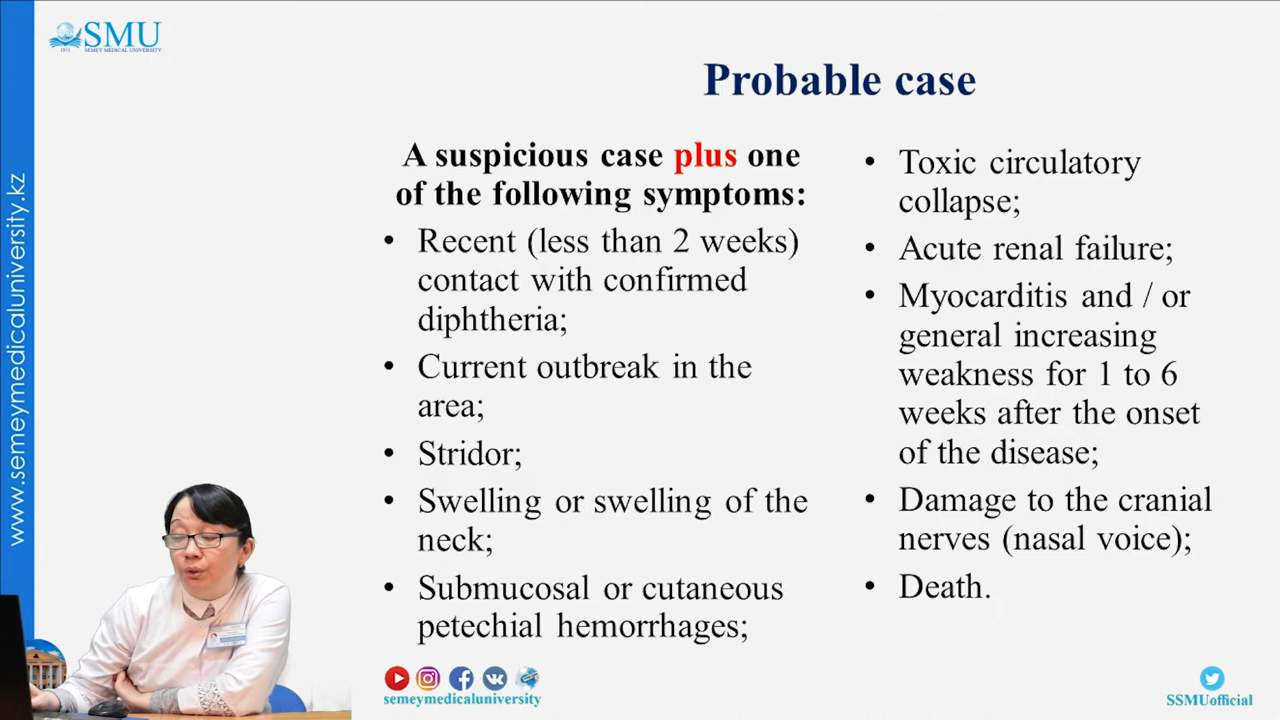 SMU
SEMEY MEDICAL UNIVERSITY
www.semeymedicaluniversity.kz
Probable case
A suspicious case plus one
of the following symptoms:
• Recent (less than 2 weeks)
contact with confirmed
diphtheria;
• Current outbreak in the
area;
• Stridor;
• Swelling or swelling of the
neck;
• Submucosal or cutaneous
petechial hemorrhages;
• Toxic circulatory
collapse;
• Acute renal failure;
• Myocarditis and / or
general increasing
weakness for 1 to 6
weeks after the onset
of the disease;
• Damage to the cranial
nerves (nasal voice);
• Death.
semeymedicaluniversity
SSMUofficial